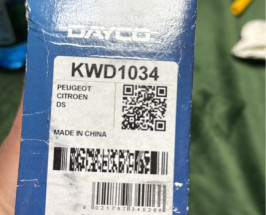 DAYCO
KWD1034
PEUGEOT
CITROEN
DS
MADE IN CHINA